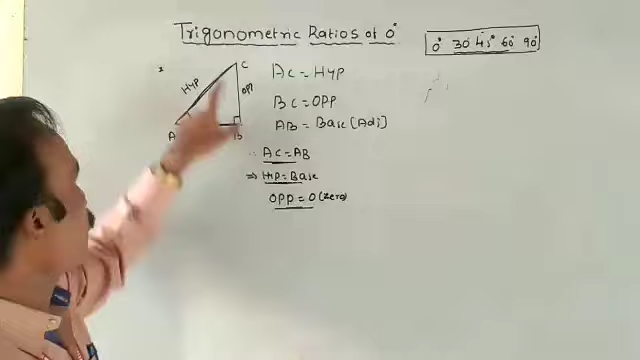 Trigonometric Ratios of 0°
0° 30° 45° 60° 90°
C
Hyp
opp
A
B
AC = Hyp
BC = OPP
AB = Base [Adj]
∴ AC = AB
⇒ Hyp = Base
OPP = 0 (zero)